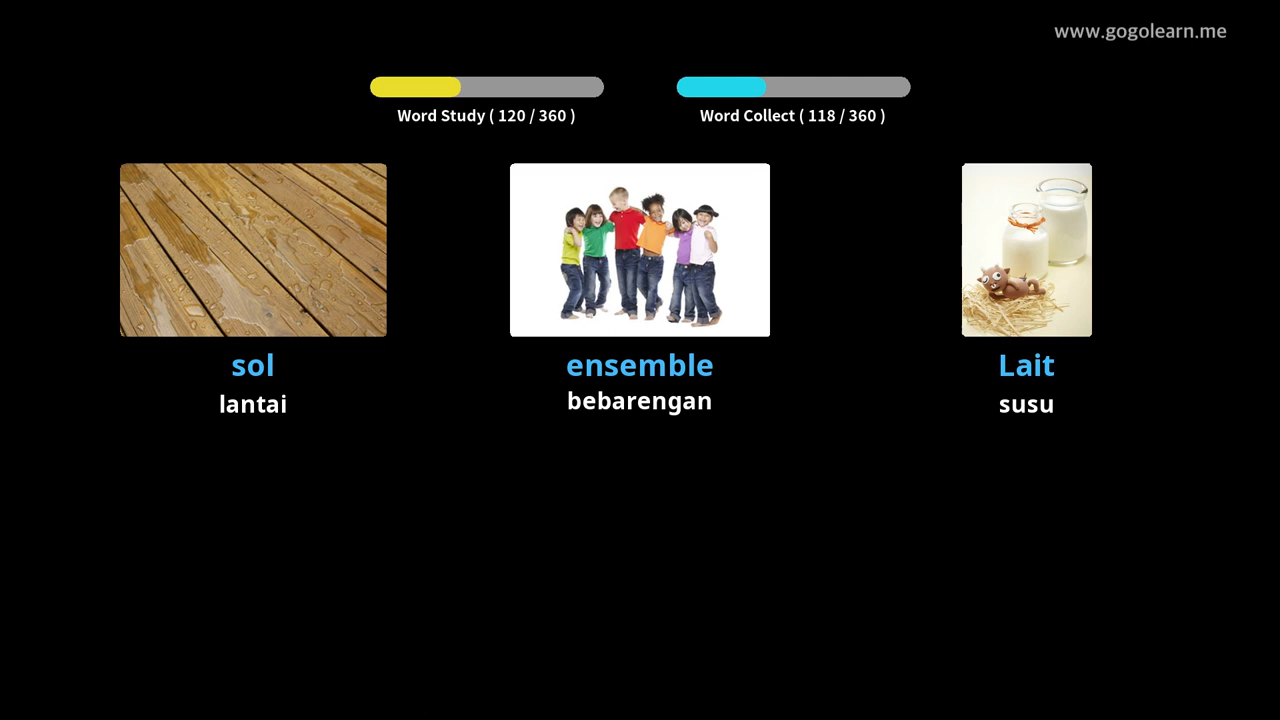 www.gogolearn.me
Word Study ( 120 / 360 )
Word Collect ( 118 / 360 )
sol
lantai
ensemble
bebarengan
Lait
susu